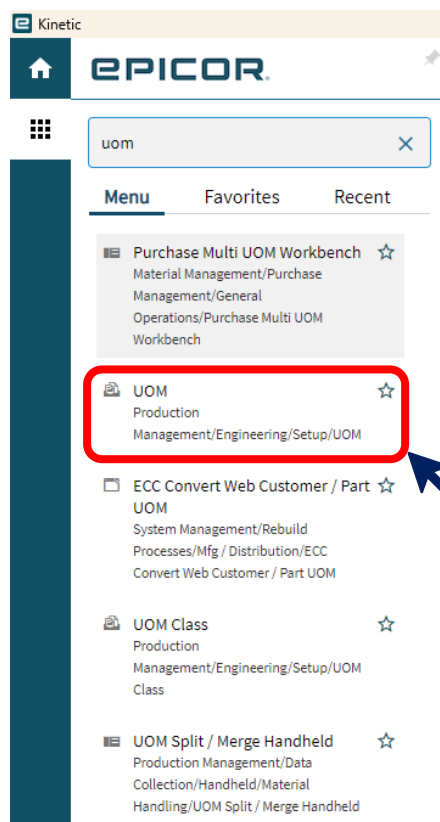 Kinetic
EPICOR.
uom
Menu Favorites Recent
Purchase Multi UOM Workbench
Material Management/Purchase
Management/General
Operations/Purchase Multi UOM
Workbench
UOM
Production
Management/Engineering/Setup/UOM
ECC Convert Web Customer / Part
UOM
System Management/Rebuild
Processes/Mfg / Distribution/ECC
Convert Web Customer / Part UOM
UOM Class
Production
Management/Engineering/Setup/UOM
Class
UOM Split / Merge Handheld
Production Management/Data
Collection/Handheld/Material
Handling/UOM Split / Merge Handheld